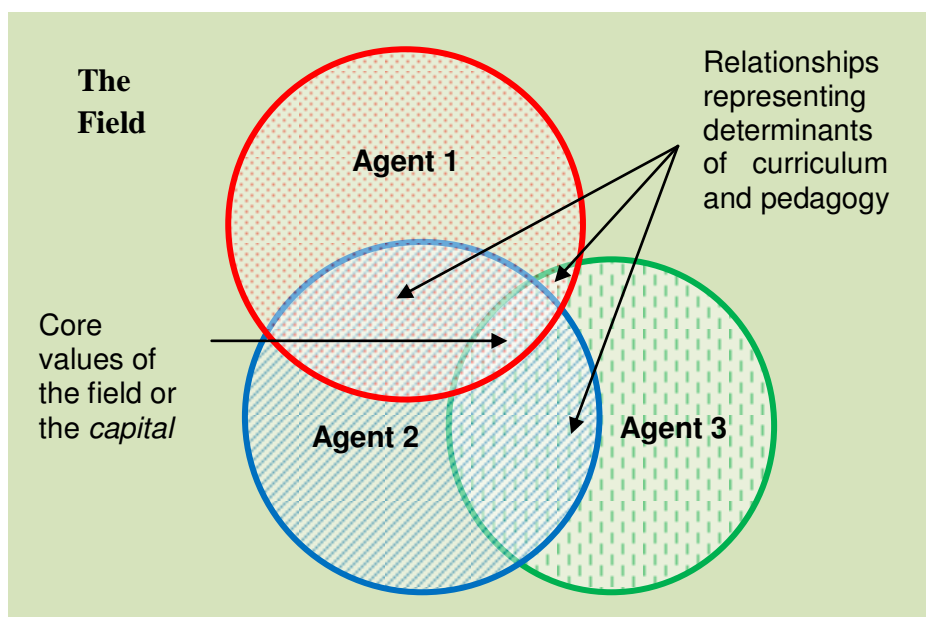 The
Field
Agent 1
Relationships
representing
determinants
of curriculum
and pedagogy
Core
values of
the field or
the capital
Agent 2
Agent 3